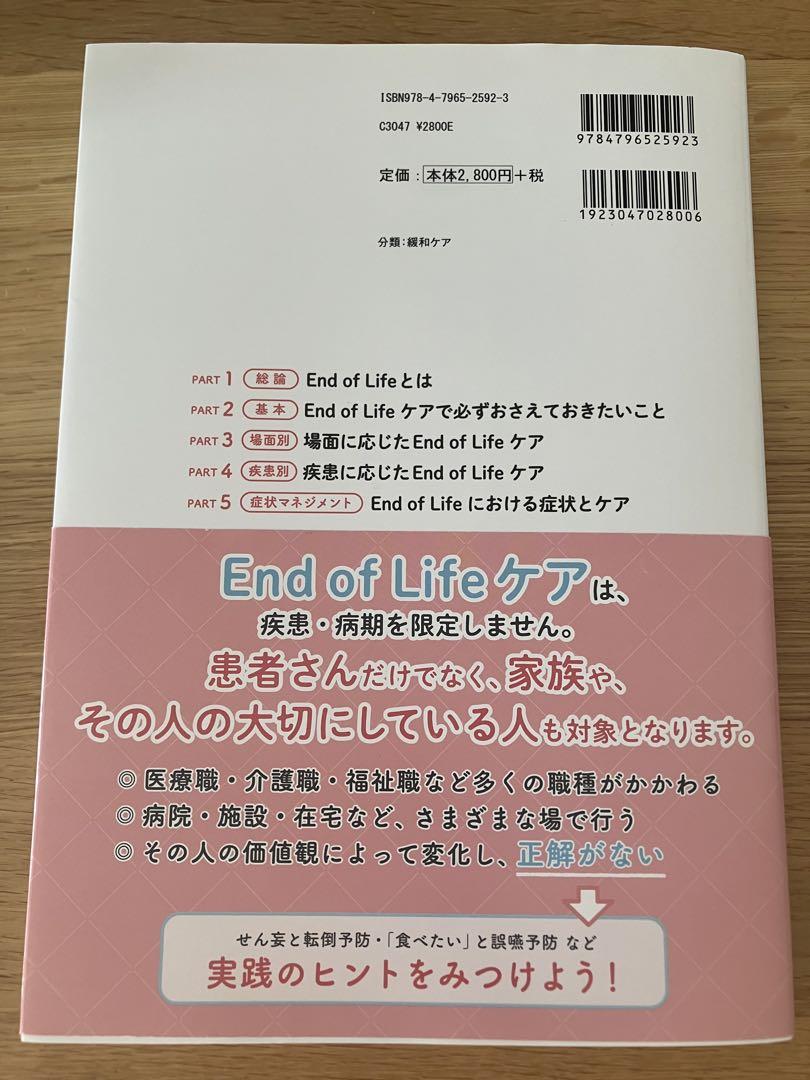 ISBN978-4-7965-2592-3
C3047 ¥2800E
9784796525923
定価：本体2,800円+税
1923047028006
分類：緩和ケア
PART 1 総論 End of Lifeとは
PART 2 基本 End of Life ケアで必ずおさえておきたいこと
PART 3 場面別 場面に応じたEnd of Life ケア
PART 4 疾患別 疾患に応じたEnd of Life ケア
PART 5 症状マネジメント End of Life における症状とケア
End of Life ケアは、
疾患・病期を限定しません。
患者さんだけでなく、家族や、
その人の大切にしている人も対象となります。
◎ 医療職・介護職・福祉職など多くの職種がかかわる
◎ 病院・施設・在宅など、さまざまな場で行う
◎ その人の価値観によって変化し、正解がない
せん妄と転倒予防・「食べたい」と誤嚥予防 など
実践のヒントをみつけよう！